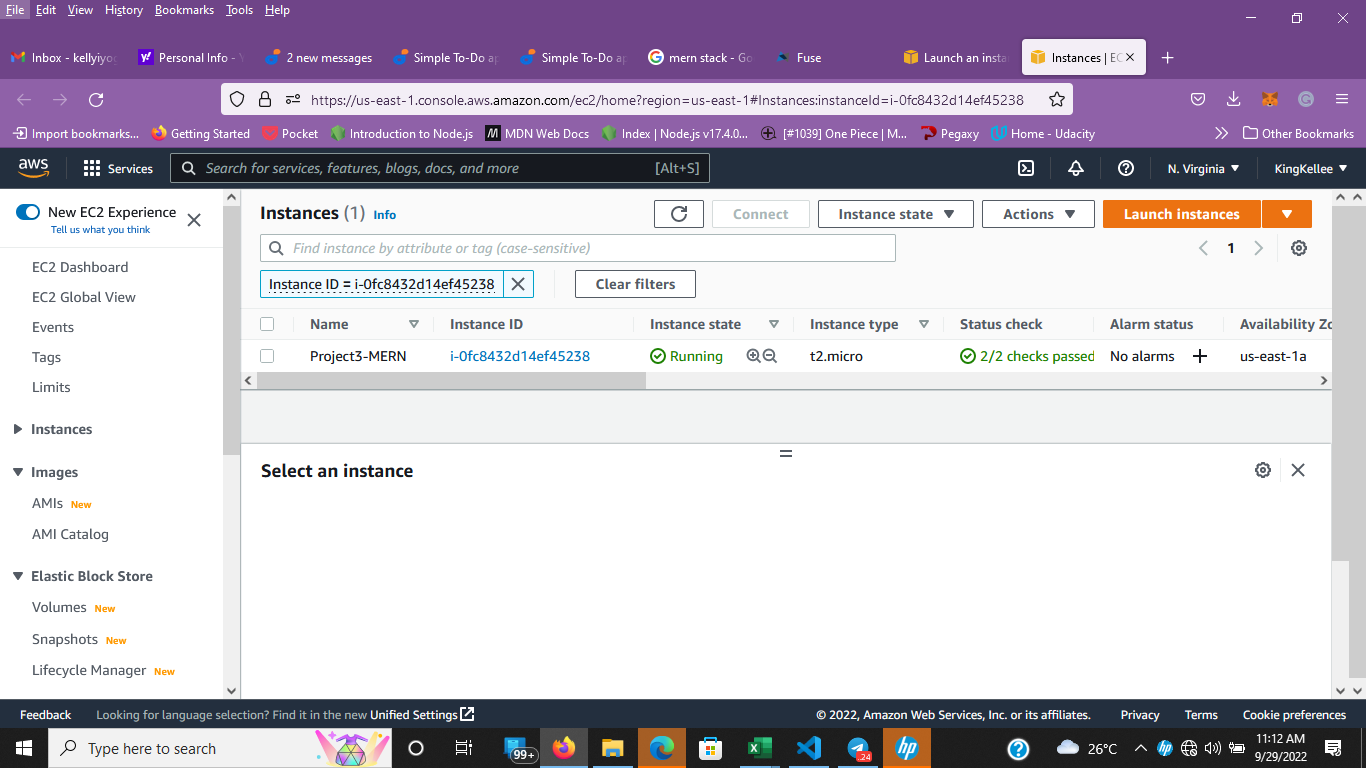 File Edit View History Bookmarks Tools Help
Inbox - kellyiyog
Personal Info - Y
2 new messages
Simple To-Do ap
Simple To-Do ap
mern stack - Go
Fuse
Launch an insta
Instances | EC
https://us-east-1.console.aws.amazon.com/ec2/home?region=us-east-1#Instances:instanceId=i-0fc8432d14ef45238
Import bookmarks... Getting Started Pocket Introduction to Node.js MDN Web Docs Index | Node.js v17.4.0... [#1039] One Piece | M... Pegaxy Home - Udacity Other Bookmarks
aws Services Search for services, features, blogs, docs, and more [Alt+S] N. Virginia KingKellee
New EC2 Experience
Tell us what you think
EC2 Dashboard
EC2 Global View
Events
Tags
Limits
Instances
Images
AMIs New
AMI Catalog
Elastic Block Store
Volumes New
Snapshots New
Lifecycle Manager New
Instances (1) Info Connect Instance state Actions Launch instances
Find instance by attribute or tag (case-sensitive) 1
Instance ID = i-0fc8432d14ef45238 Clear filters
Name Instance ID Instance state Instance type Status check Alarm status Availability Zo
Project3-MERN i-0fc8432d14ef45238 Running t2.micro 2/2 checks passed No alarms us-east-1a
Select an instance
Feedback Looking for language selection? Find it in the new Unified Settings © 2022, Amazon Web Services, Inc. or its affiliates. Privacy Terms Cookie preferences
Type here to search 99+ .24 hp 26°C hp 11:12 AM
9/29/2022